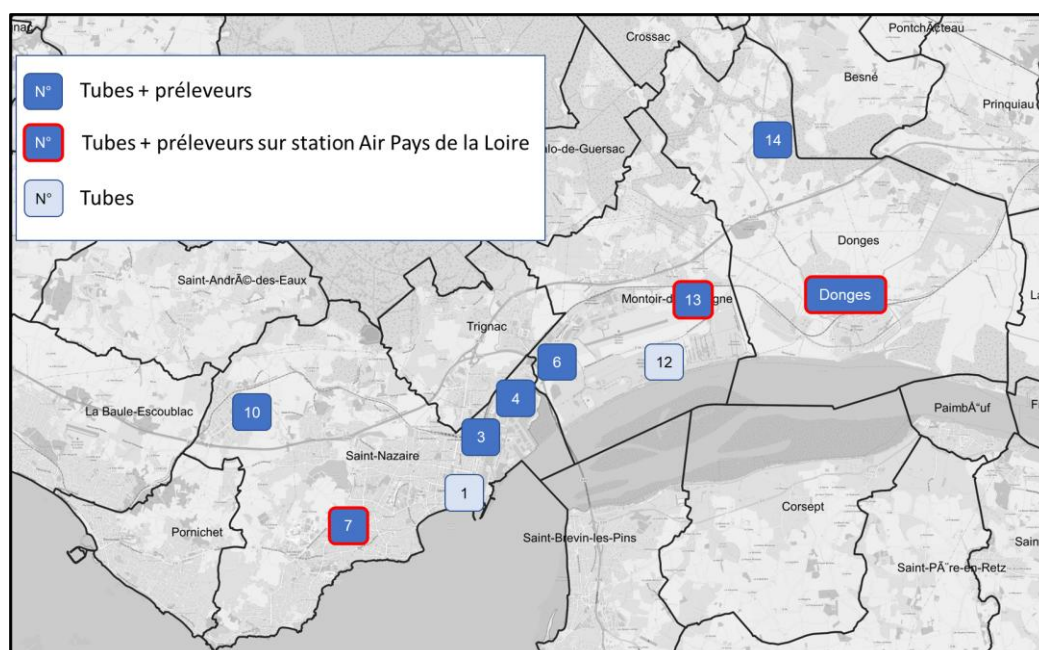 Crossac
PontchÃ¢teau
Besné
Prinquiau
N° Tubes + préleveurs
N° Tubes + préleveurs sur station Air Pays de la Loire
N° Tubes
alo-de-Guersac
14
Donges
Saint-AndrÃ©-des-Eaux
Donges
Montoir-d
13
gne
Trignac
6
12
4
La Baule-Escoublac
10
PaimbÅ“uf
3
Saint-Nazaire
1
Corsept
7
Pornichet
Saint-Brevin-les-Pins
Saint-PÃ¨re-en-Retz